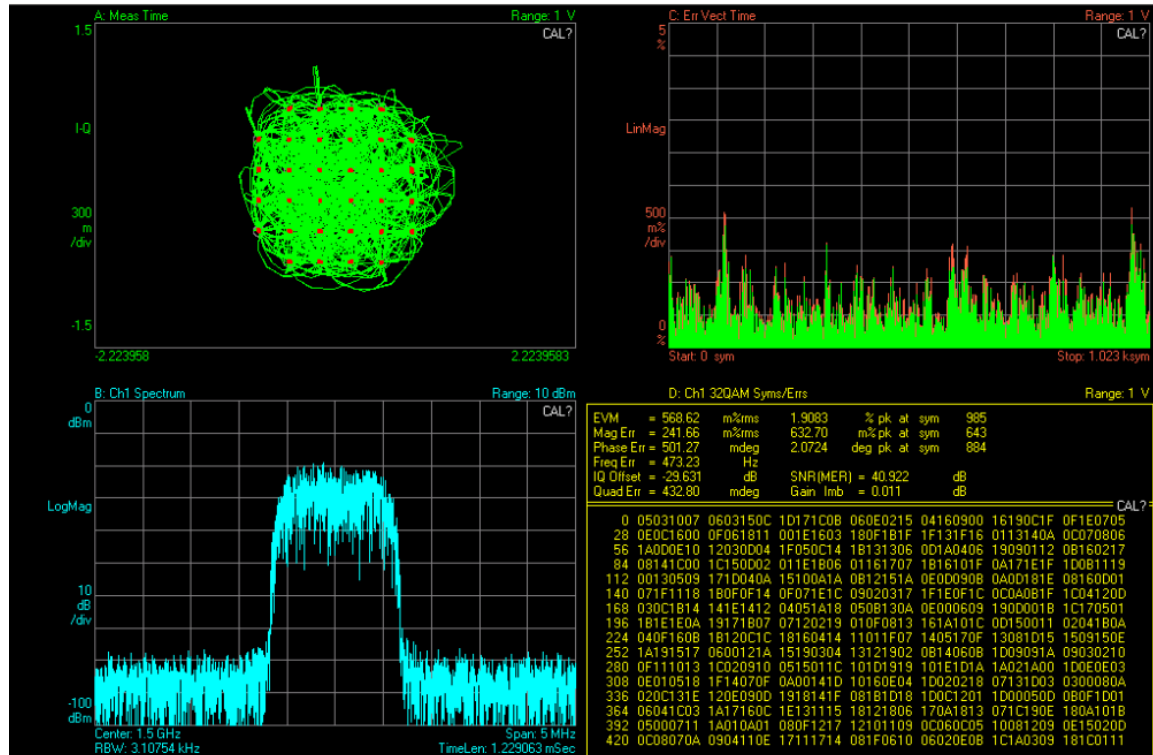 A: Meas Time Range: 1 V
1.5 CAL?
I-Q
300
m
/div
-1.5
-2.223958 2.2239583
C: Err Vect Time Range: 1 V
5 CAL?
%
LinMag
500
m%
/div
0
%
Start: 0 sym Stop: 1.023 ksym
B: Ch1 Spectrum Range: 10 dBm
0 CAL?
dBm
LogMag
10
dB
/div
-100
dBm
Center: 1.5 GHz Span: 5 MHz
RBW: 3.10754 kHz TimeLen: 1.229063 mSec
D: Ch1 32QAM Syms/Errs Range: 1 V
EVM = 568.62 m%rms 1.9083 % pk at sym 985
Mag Err = 241.66 m%rms 632.70 m% pk at sym 643
Phase Err = 501.27 mdeg 2.0724 deg pk at sym 884
Freq Err = 473.23 Hz
IQ Offset = -29.631 dB SNR(MER) = 40.922 dB
Quad Err = 432.80 mdeg Gain Imb = 0.011 dB
CAL?
0 05031007 0603150C 1D171C0B 060E0215 04160900 16190C1F 0F1E0705
28 0E0C1600 0F061811 001E1603 180F1B1F 1F131F16 0113140A 0C070806
56 1A0D0E10 12030D04 1F050C14 1B131306 0D1A0406 19090112 0B160217
84 08141C00 1C150D02 011E1B06 01161707 1B16101F 0A171E1F 1D0B1119
112 00130509 171D040A 15100A1A 0B12151A 0E0D090B 0A0D181E 08160D01
140 071F1118 1B0F0F14 0F071E1C 09020317 1F1E0F1C 0C0A0B1F 1C04120D
168 030C1B14 141E1412 04051A18 050B130A 0E000609 190D001B 1C170501
196 1B1E1E0A 19171B07 07120219 010F0813 161A101C 0D150011 02041B0A
224 040F160B 1B120C1C 18160414 11011F07 1405170F 13081D15 1509150E
252 1A191517 0600121A 15190304 13121902 0B14060B 1D09091A 09030210
280 0F111013 1C020910 0515011C 101D1919 101E1D1A 1A021A00 1D0E0E03
308 0E010518 1F14070F 0A00141D 10160E04 1D020218 07131D03 0300080A
336 020C131E 120E090D 1918141F 081B1D18 1D0C1201 1D00050D 0B0F1D01
364 06041C03 1A17160C 1E131115 18121806 170A1813 071C190E 180A101B
392 05000711 1A010A01 080F1217 12101109 0C060C05 10081209 0E15020D
420 0C08070A 0904110E 17111714 081F0610 06020E0B 1C1A0309 181C0111